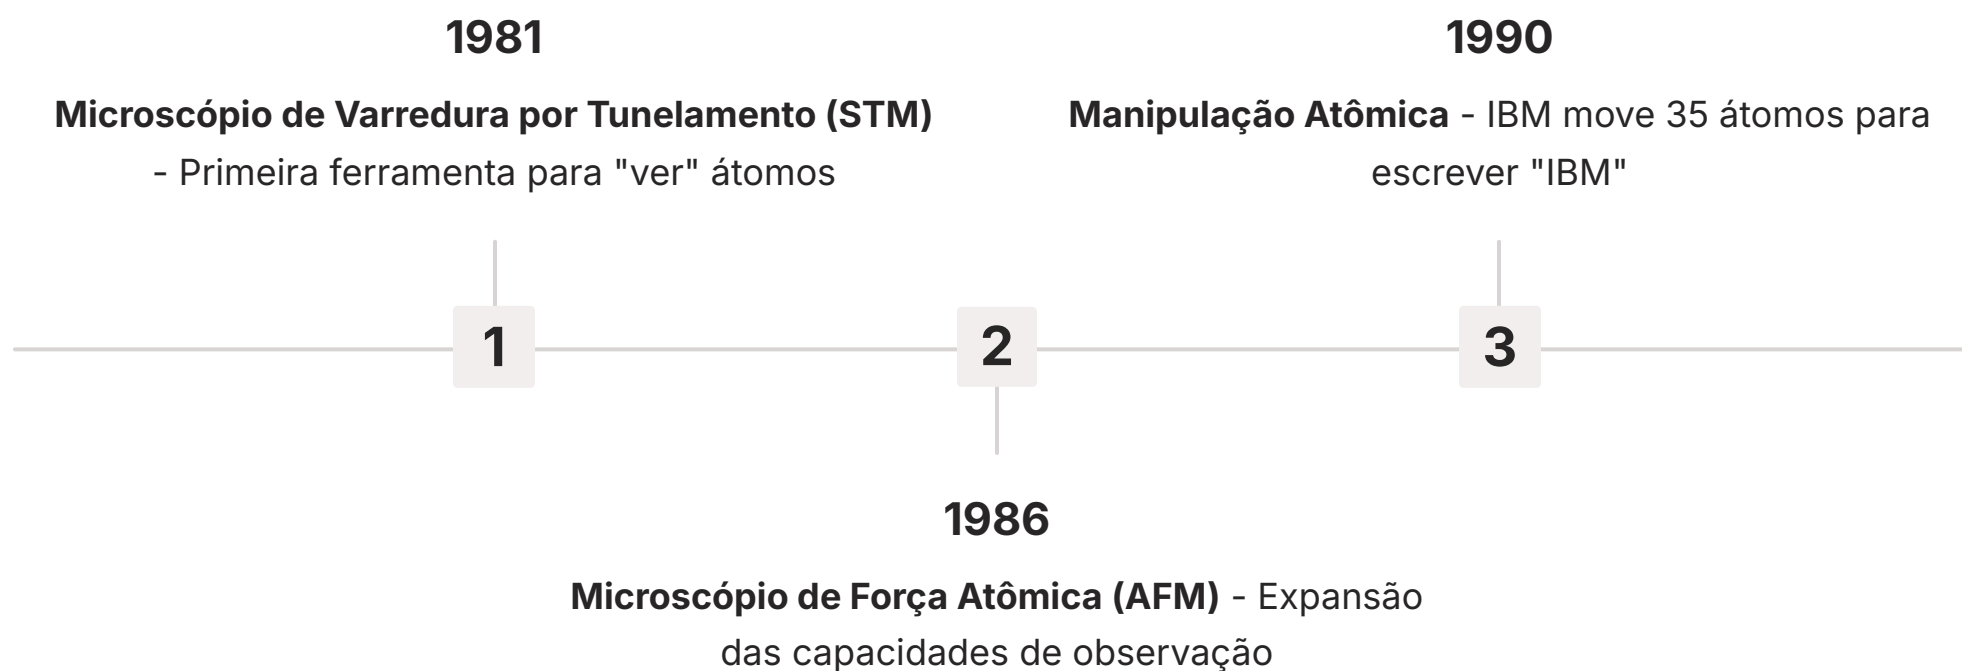 1981
Microscópio de Varredura por Tunelamento (STM)
- Primeira ferramenta para "ver" átomos
1990
Manipulação Atômica - IBM move 35 átomos para
escrever "IBM"
1
2
3
1986
Microscópio de Força Atômica (AFM) - Expansão
das capacidades de observação